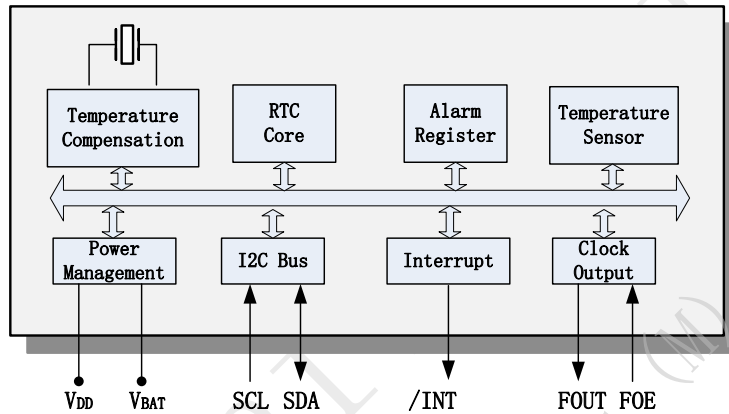 Temperature
Compensation
RTC
Core
Alarm
Register
Temperature
Sensor
Power
Management
I2C Bus
Interrupt
Clock
Output
VDD
VBAT
SCL
SDA
/INT
FOUT
FOE